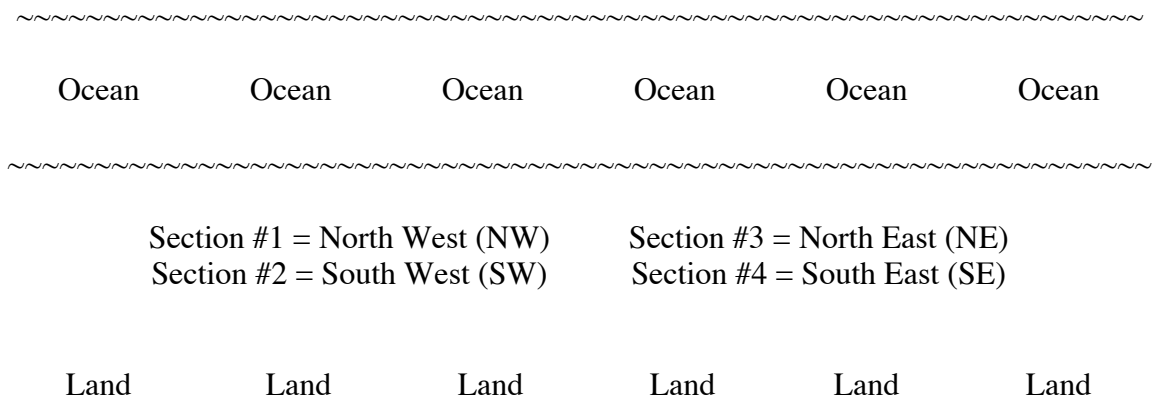 ~~~~~~~~~~~~~~~~~~~~~~~~~~~~~~~~~~~~~~~~~~~~~~~~~~~~~~~~~~~~~~~~~
Ocean Ocean Ocean Ocean Ocean Ocean
~~~~~~~~~~~~~~~~~~~~~~~~~~~~~~~~~~~~~~~~~~~~~~~~~~~~~~~~~~~~~~~~~~
Section #1 = North West (NW) Section #3 = North East (NE)
Section #2 = South West (SW) Section #4 = South East (SE)
Land Land Land Land Land Land